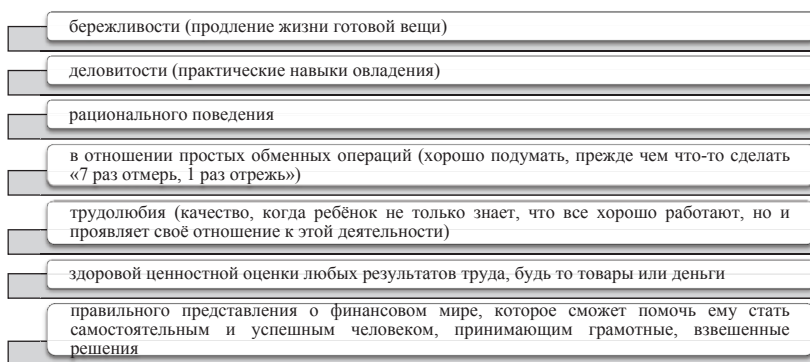 бережливости (продление жизни готовой вещи)
деловитости (практические навыки овладения)
рационального поведения
в отношении простых обменных операций (хорошо подумать, прежде чем что-то сделать
«7 раз отмерь, 1 раз отрежь»)
трудолюбия (качество, когда ребёнок не только знает, что все хорошо работают, но и
проявляет своё отношение к этой деятельности)
здоровой ценностной оценки любых результатов труда, будь то товары или деньги
правильного представления о финансовом мире, которое сможет помочь ему стать
самостоятельным и успешным человеком, принимающим грамотные, взвешенные
решения